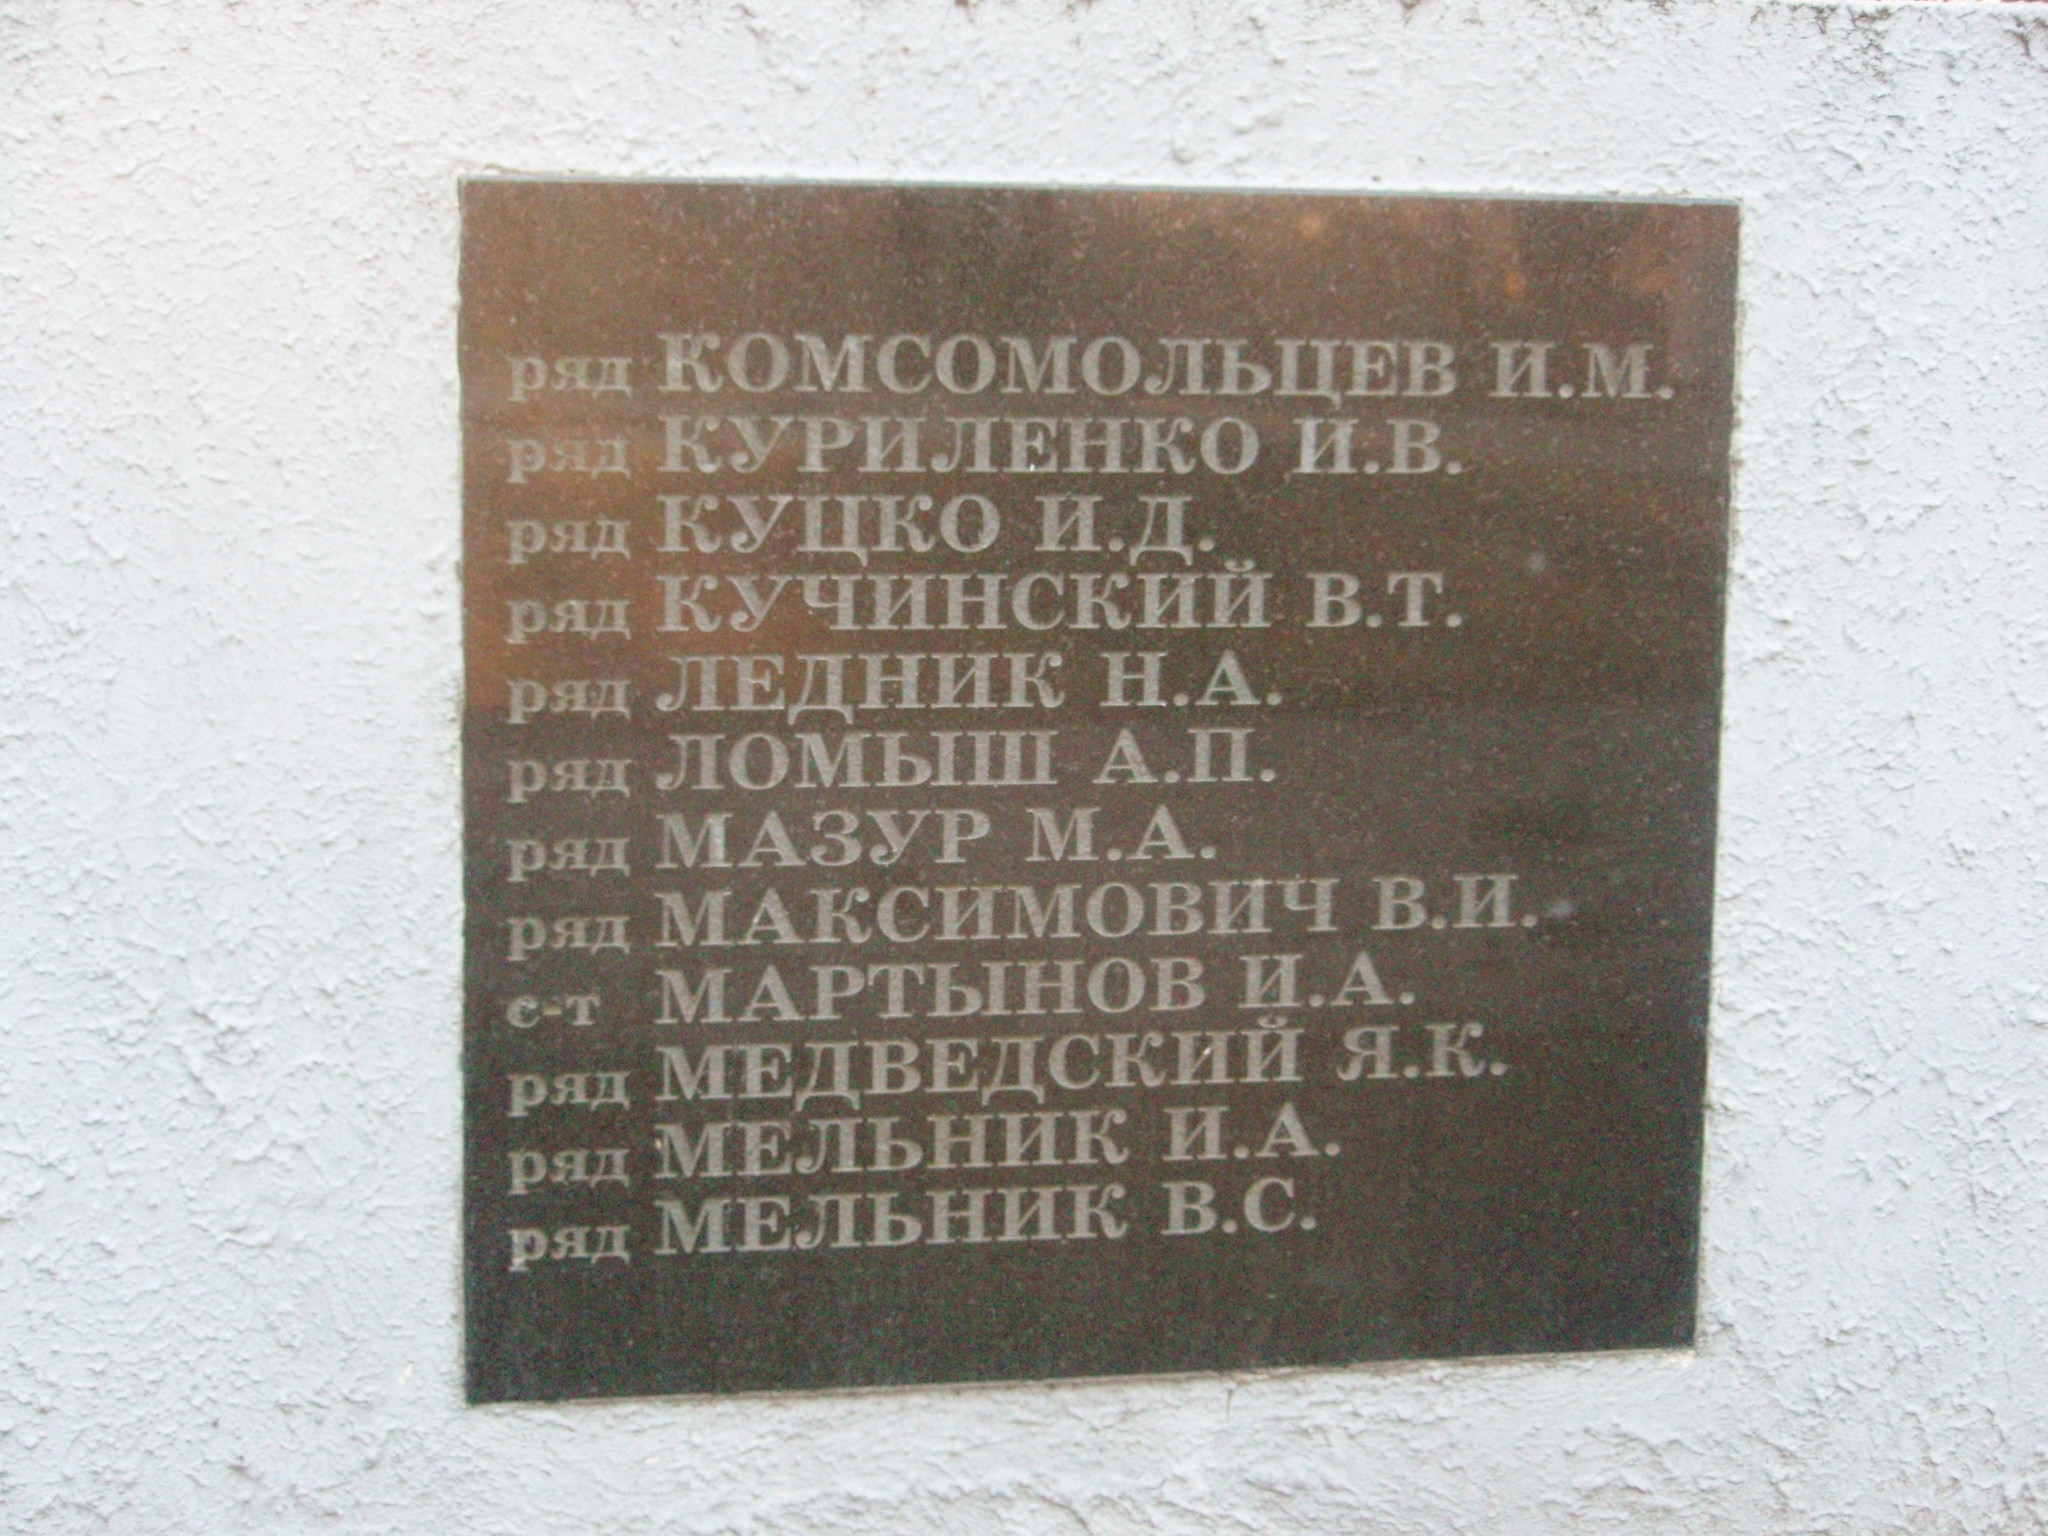 ряд КОМСОМОЛЬЦЕВ И.М.
ряд КУРИЛЕНКО И.В.
ряд КУЦКО И.Д.
ряд КУЧИНСКИЙ В.Т.
ряд ЛЕДНИК Н.А.
ряд ЛОМЫШ А.П.
ряд МАЗУР М.А.
ряд МАКСИМОВИЧ В.И.
с-т МАРТЫНОВ И.А.
ряд МЕДВЕДСКИЙ Я.К.
ряд МЕЛЬНИК И.А.
ряд МЕЛЬНИК В.С.